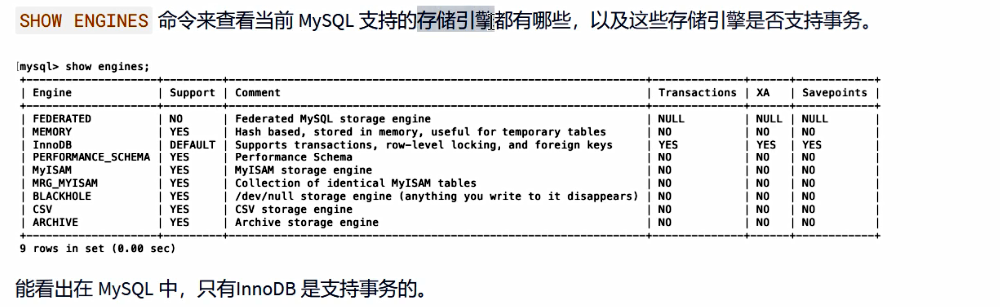 SHOW ENGINES 命令来查看当前 MySQL 支持的存储引擎都有哪些，以及这些存储引擎是否支持事务。
mysql> show engines;
+--------------------+---------+----------------------------------------------------------------+--------------+------+------------+
| Engine | Support | Comment | Transactions | XA | Savepoints |
+--------------------+---------+----------------------------------------------------------------+--------------+------+------------+
| FEDERATED | NO | Federated MySQL storage engine | NULL | NULL | NULL |
| MEMORY | YES | Hash based, stored in memory, useful for temporary tables | NO | NO | NO |
| InnoDB | DEFAULT | Supports transactions, row-level locking, and foreign keys | YES | YES | YES |
| PERFORMANCE_SCHEMA | YES | Performance Schema | NO | NO | NO |
| MyISAM | YES | MyISAM storage engine | NO | NO | NO |
| MRG_MYISAM | YES | Collection of identical MyISAM tables | NO | NO | NO |
| BLACKHOLE | YES | /dev/null storage engine (anything you write to it disappears) | NO | NO | NO |
| CSV | YES | CSV storage engine | NO | NO | NO |
| ARCHIVE | YES | Archive storage engine | NO | NO | NO |
+--------------------+---------+----------------------------------------------------------------+--------------+------+------------+
9 rows in set (0.00 sec)
能看出在 MySQL 中，只有InnoDB 是支持事务的。